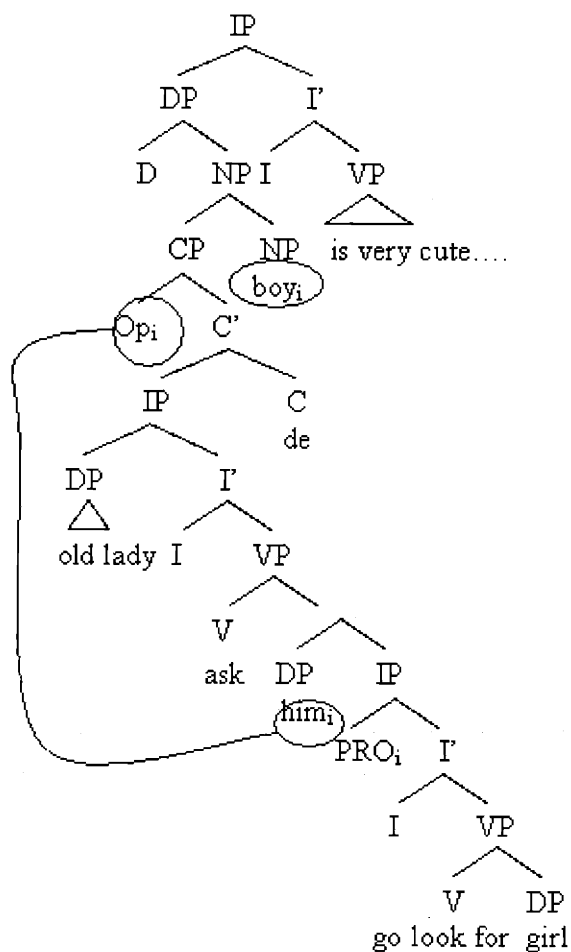 IP
DP I'
D NP I VP
CP NP is very cute....
boyi
Opi C'
IP C
de
DP I'
old lady I VP
V
ask DP IP
himi
PROi I'
I VP
V DP
go look for girl